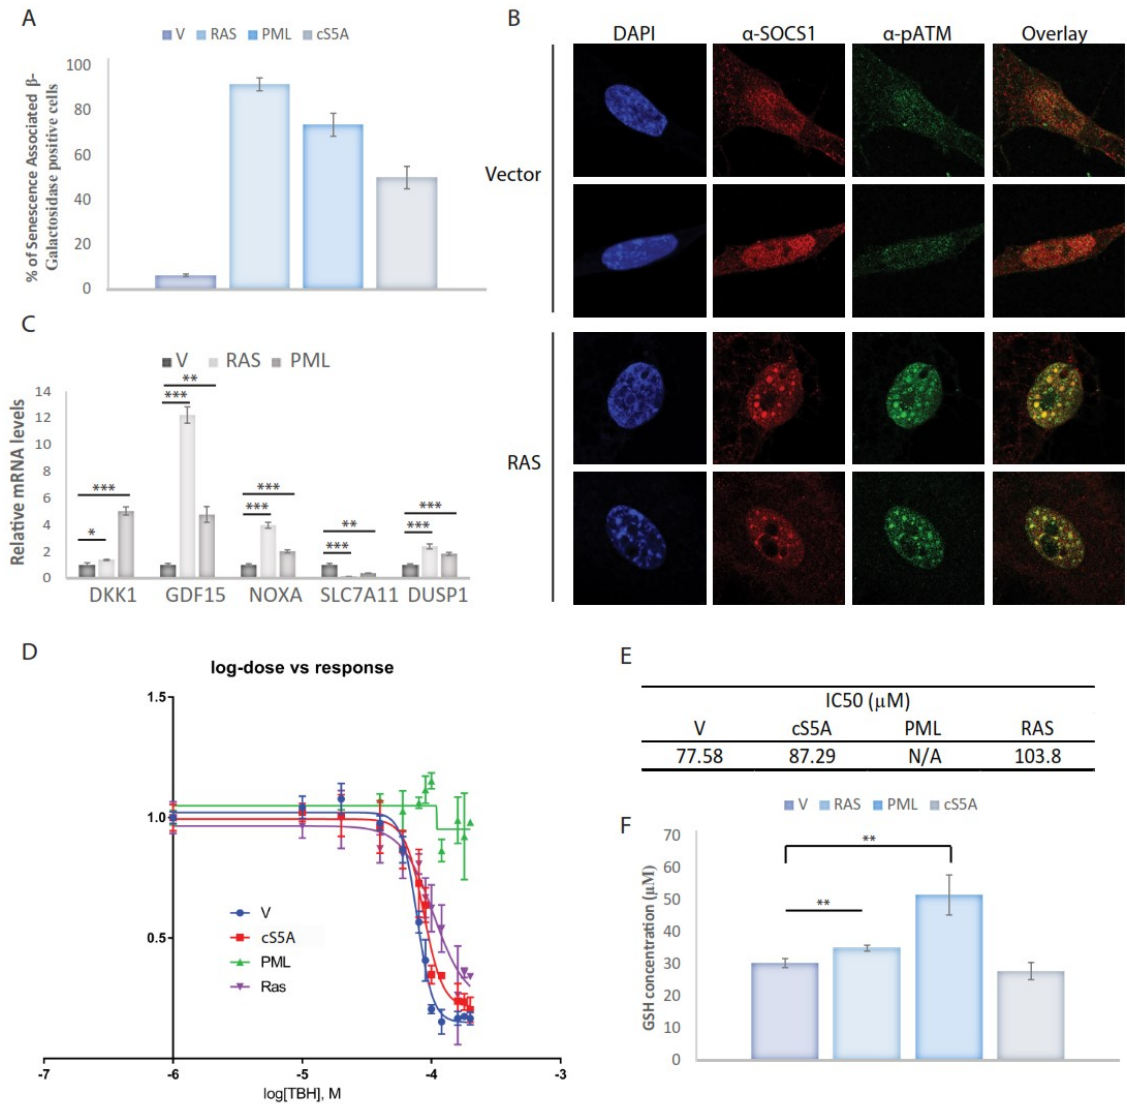 A
V RAS PML cS5A
% of Senescence Associated β-
Galactosidase positive cells
100
80
60
40
20
0
B
DAPI α-SOCS1 α-pATM Overlay
Vector
RAS
C
V RAS PML
Relative mRNA levels
14
12
10
8
6
4
2
0
*** * *** ** *** *** *** ** *** ***
DKK1 GDF15 NOXA SLC7A11 DUSP1
D
log-dose vs response
1.5
1.0
0.5
V
cS5A
PML
Ras
-7 -6 -5 -4 -3
log[TBH], M
E
IC50 (μM)
V cS5A PML RAS
77.58 87.29 N/A 103.8
F
V RAS PML cS5A
GSH concentration (μM)
70
60
50
40
30
20
10
0
**
**